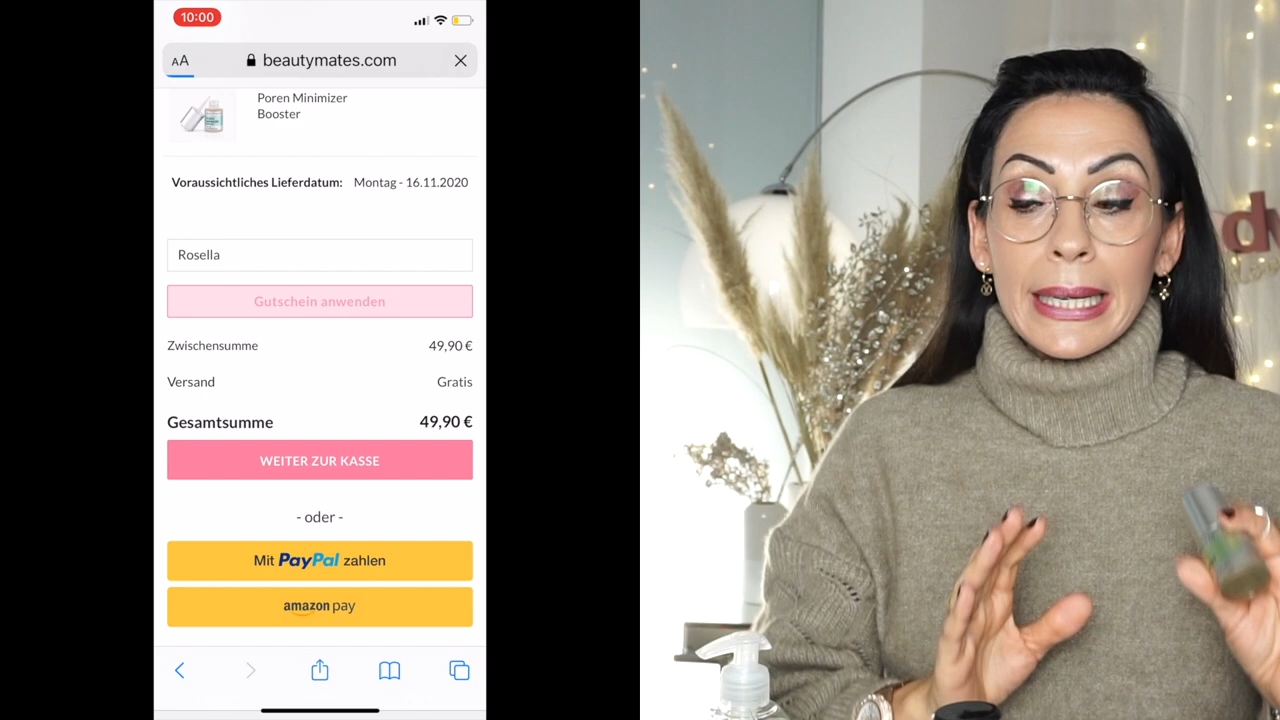 10:00
AA beautymates.com
Poren Minimizer
Booster
Voraussichtliches Lieferdatum: Montag - 16.11.2020
Rosella
Gutschein anwenden
Zwischensumme 49,90 €
Versand Gratis
Gesamtsumme 49,90 €
WEITER ZUR KASSE
- oder -
Mit PayPal zahlen
amazon pay